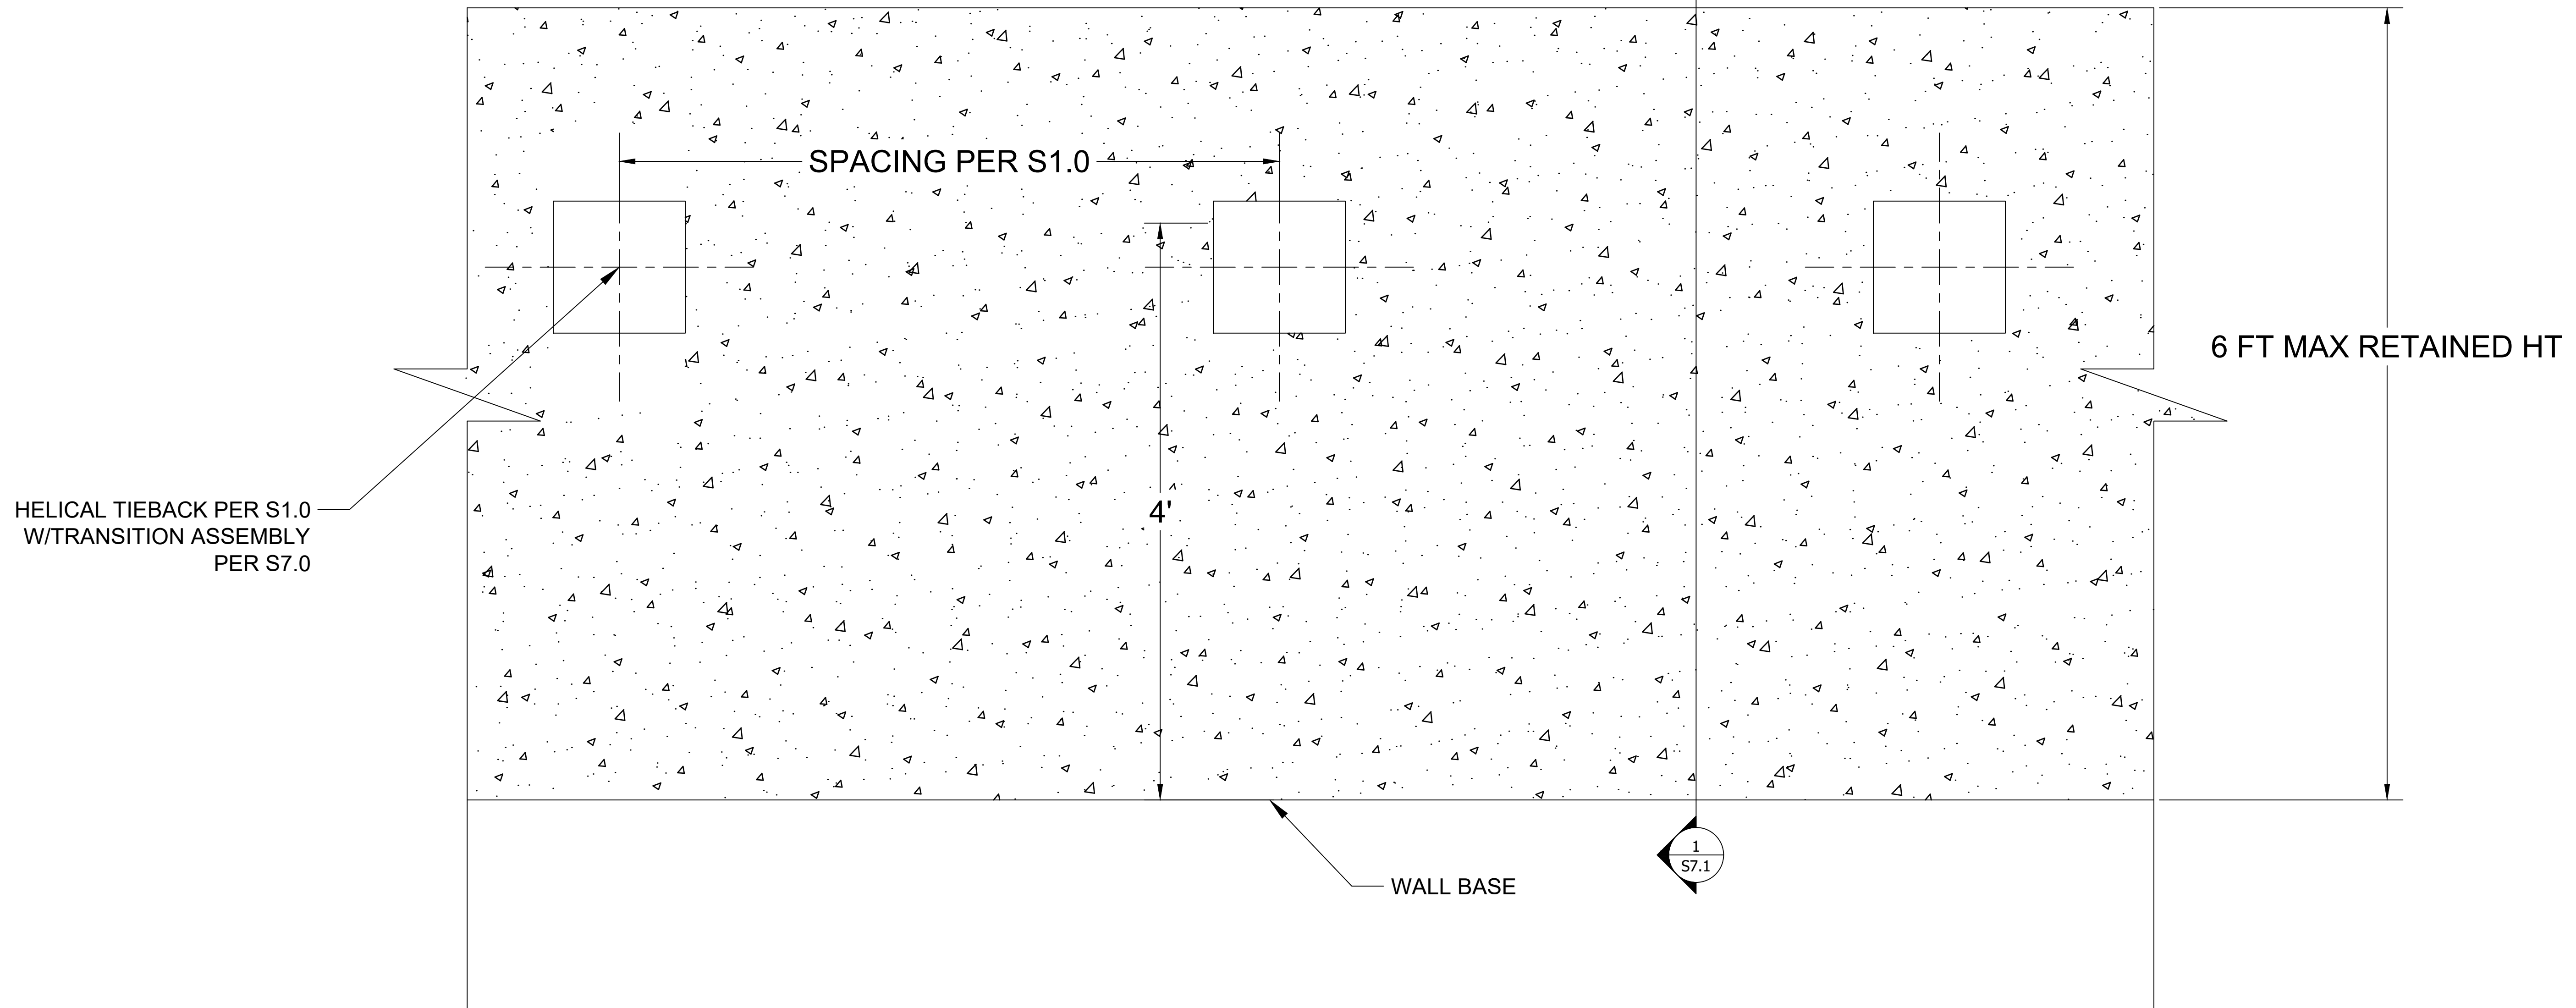 SPACING PER S1.0
6 FT MAX RETAINED HT
HELICAL TIEBACK PER S1.0
W/TRANSITION ASSEMBLY
PER S7.0
4'
1
S7.1
WALL BASE